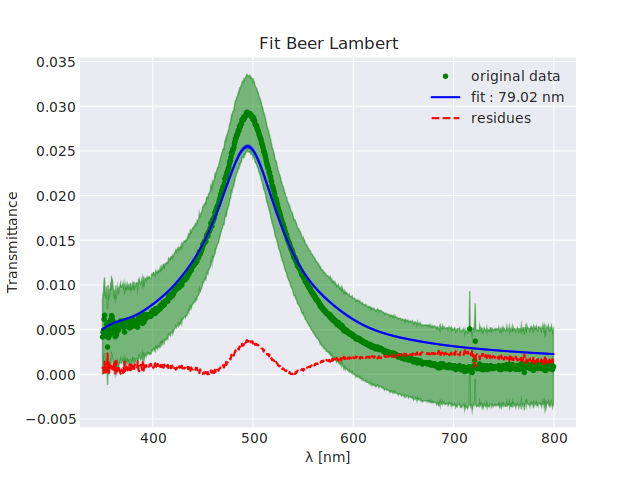 Fit Beer Lambert
0.035
0.030
0.025
0.020
0.015
0.010
0.005
0.000
−0.005
Transmittance
original data
fit : 79.02 nm
residues
400
500
600
700
800
λ [nm]